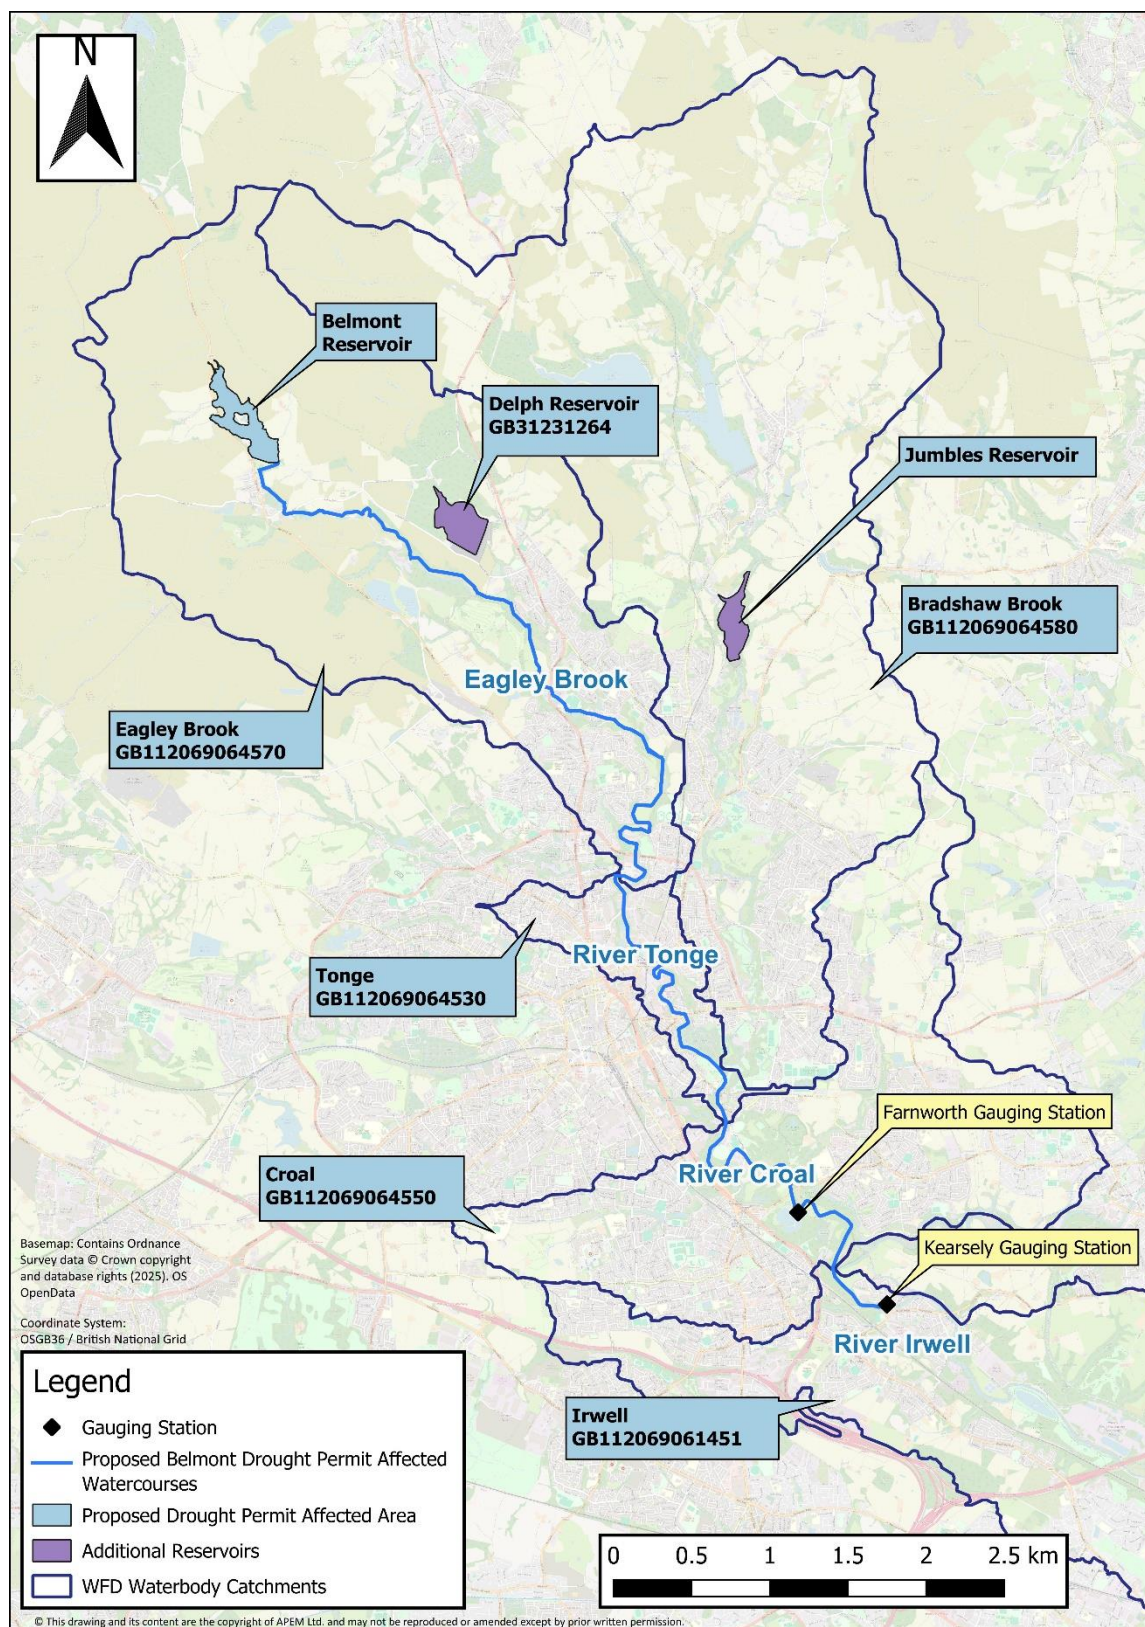 N
Belmont
Reservoir
Delph Reservoir
GB31231264
Jumbles Reservoir
Bradshaw Brook
GB112069064580
Eagley Brook
Eagley Brook
GB112069064570
River Tonge
Tonge
GB112069064530
Farnworth Gauging Station
River Croal
Croal
GB112069064550
Kearsely Gauging Station
River Irwell
Irwell
GB112069061451
Basemap: Contains Ordnance
Survey data © Crown copyright
and database rights (2025). OS
OpenData
Coordinate System:
OSGB36 / British National Grid
Legend
Gauging Station
Proposed Belmont Drought Permit Affected
Watercourses
Proposed Drought Permit Affected Area
Additional Reservoirs
WFD Waterbody Catchments
0 0.5 1 1.5 2 2.5 km
© This drawing and its content are the copyright of APEM Ltd. and may not be reproduced or amended except by prior written permission.